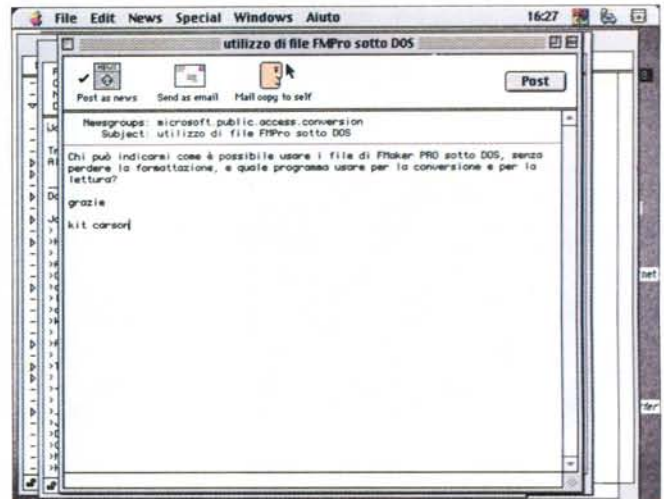 File Edit News Special Windows Aiuto 16:27
utilizzo di file FMPro sotto DOS
NEWS
Post as news Send as email Mail copy to self Post
Newsgroups: microsoft.public.access.conversion
Subject: utilizzo di file FMPro sotto DOS
Chi può indicarmi come è possibile usare i file di FMaker PRO sotto DOS, senza
perdere la formattazione, e quale programma usare per la conversione e per la
lettura?
grazie
kit carson